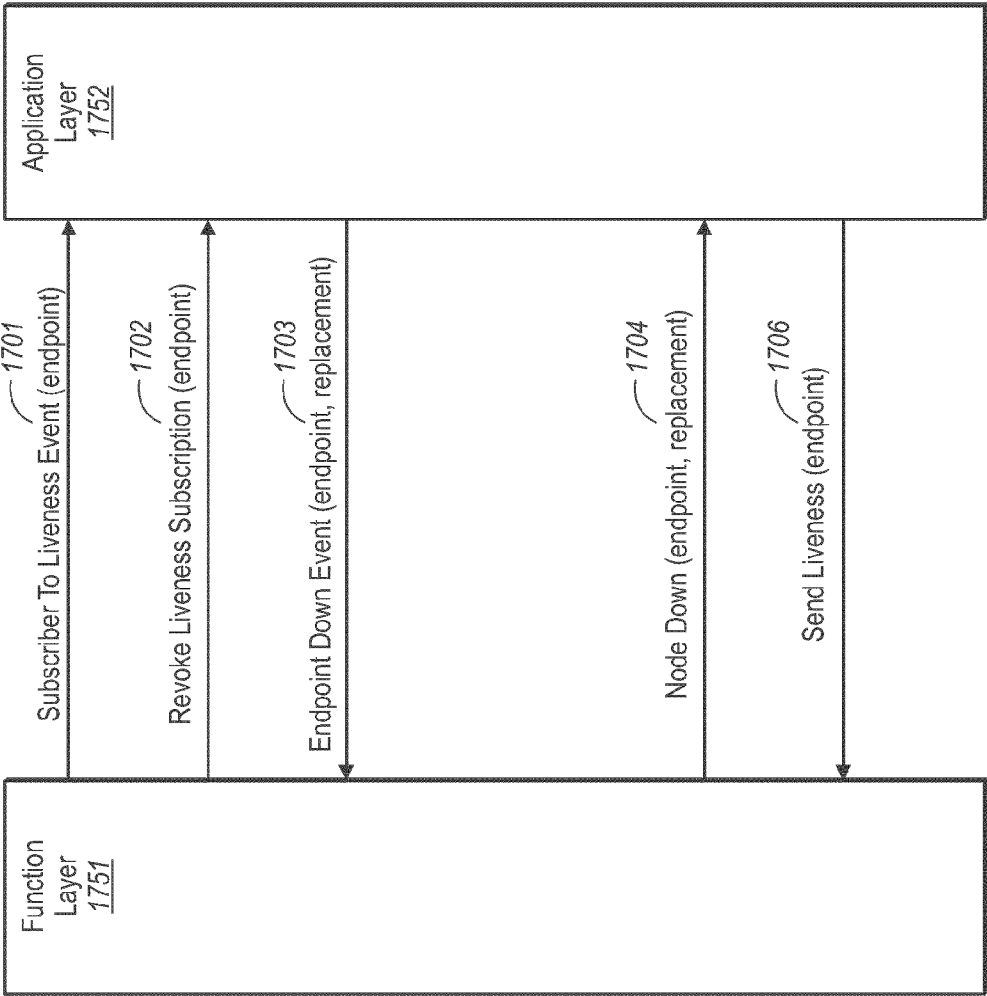 Function
Layer
1751
Application
Layer
1752
1701
Subscriber To Liveness Event (endpoint)
1702
Revoke Liveness Subscription (endpoint)
1703
Endpoint Down Event (endpoint, replacement)
1704
Node Down (endpoint, replacement)
1706
Send Liveness (endpoint)